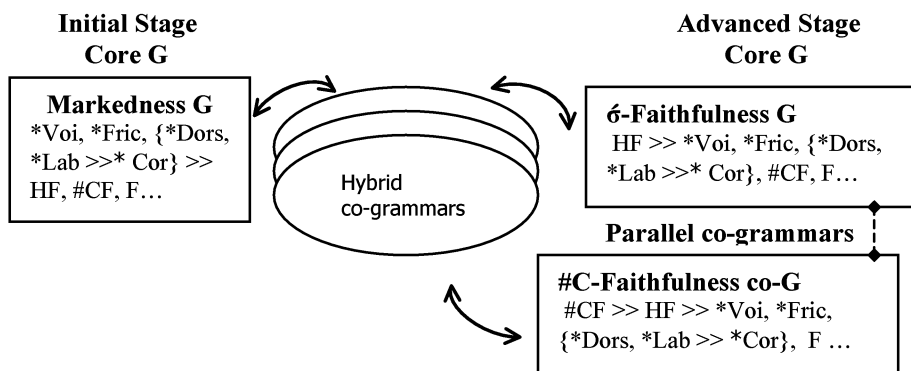 Initial Stage
Core G
Markedness G
*Voi, *Fric, {*Dors,
*Lab >>* Cor} >>
HF, #CF, F…
Hybrid
co-grammars
Advanced Stage
Core G
σ́-Faithfulness G
HF >> *Voi, *Fric, {*Dors,
*Lab >>* Cor}, #CF, F…
Parallel co-grammars
#C-Faithfulness co-G
#CF >> HF >> *Voi, *Fric,
{*Dors, *Lab >> *Cor}, F …